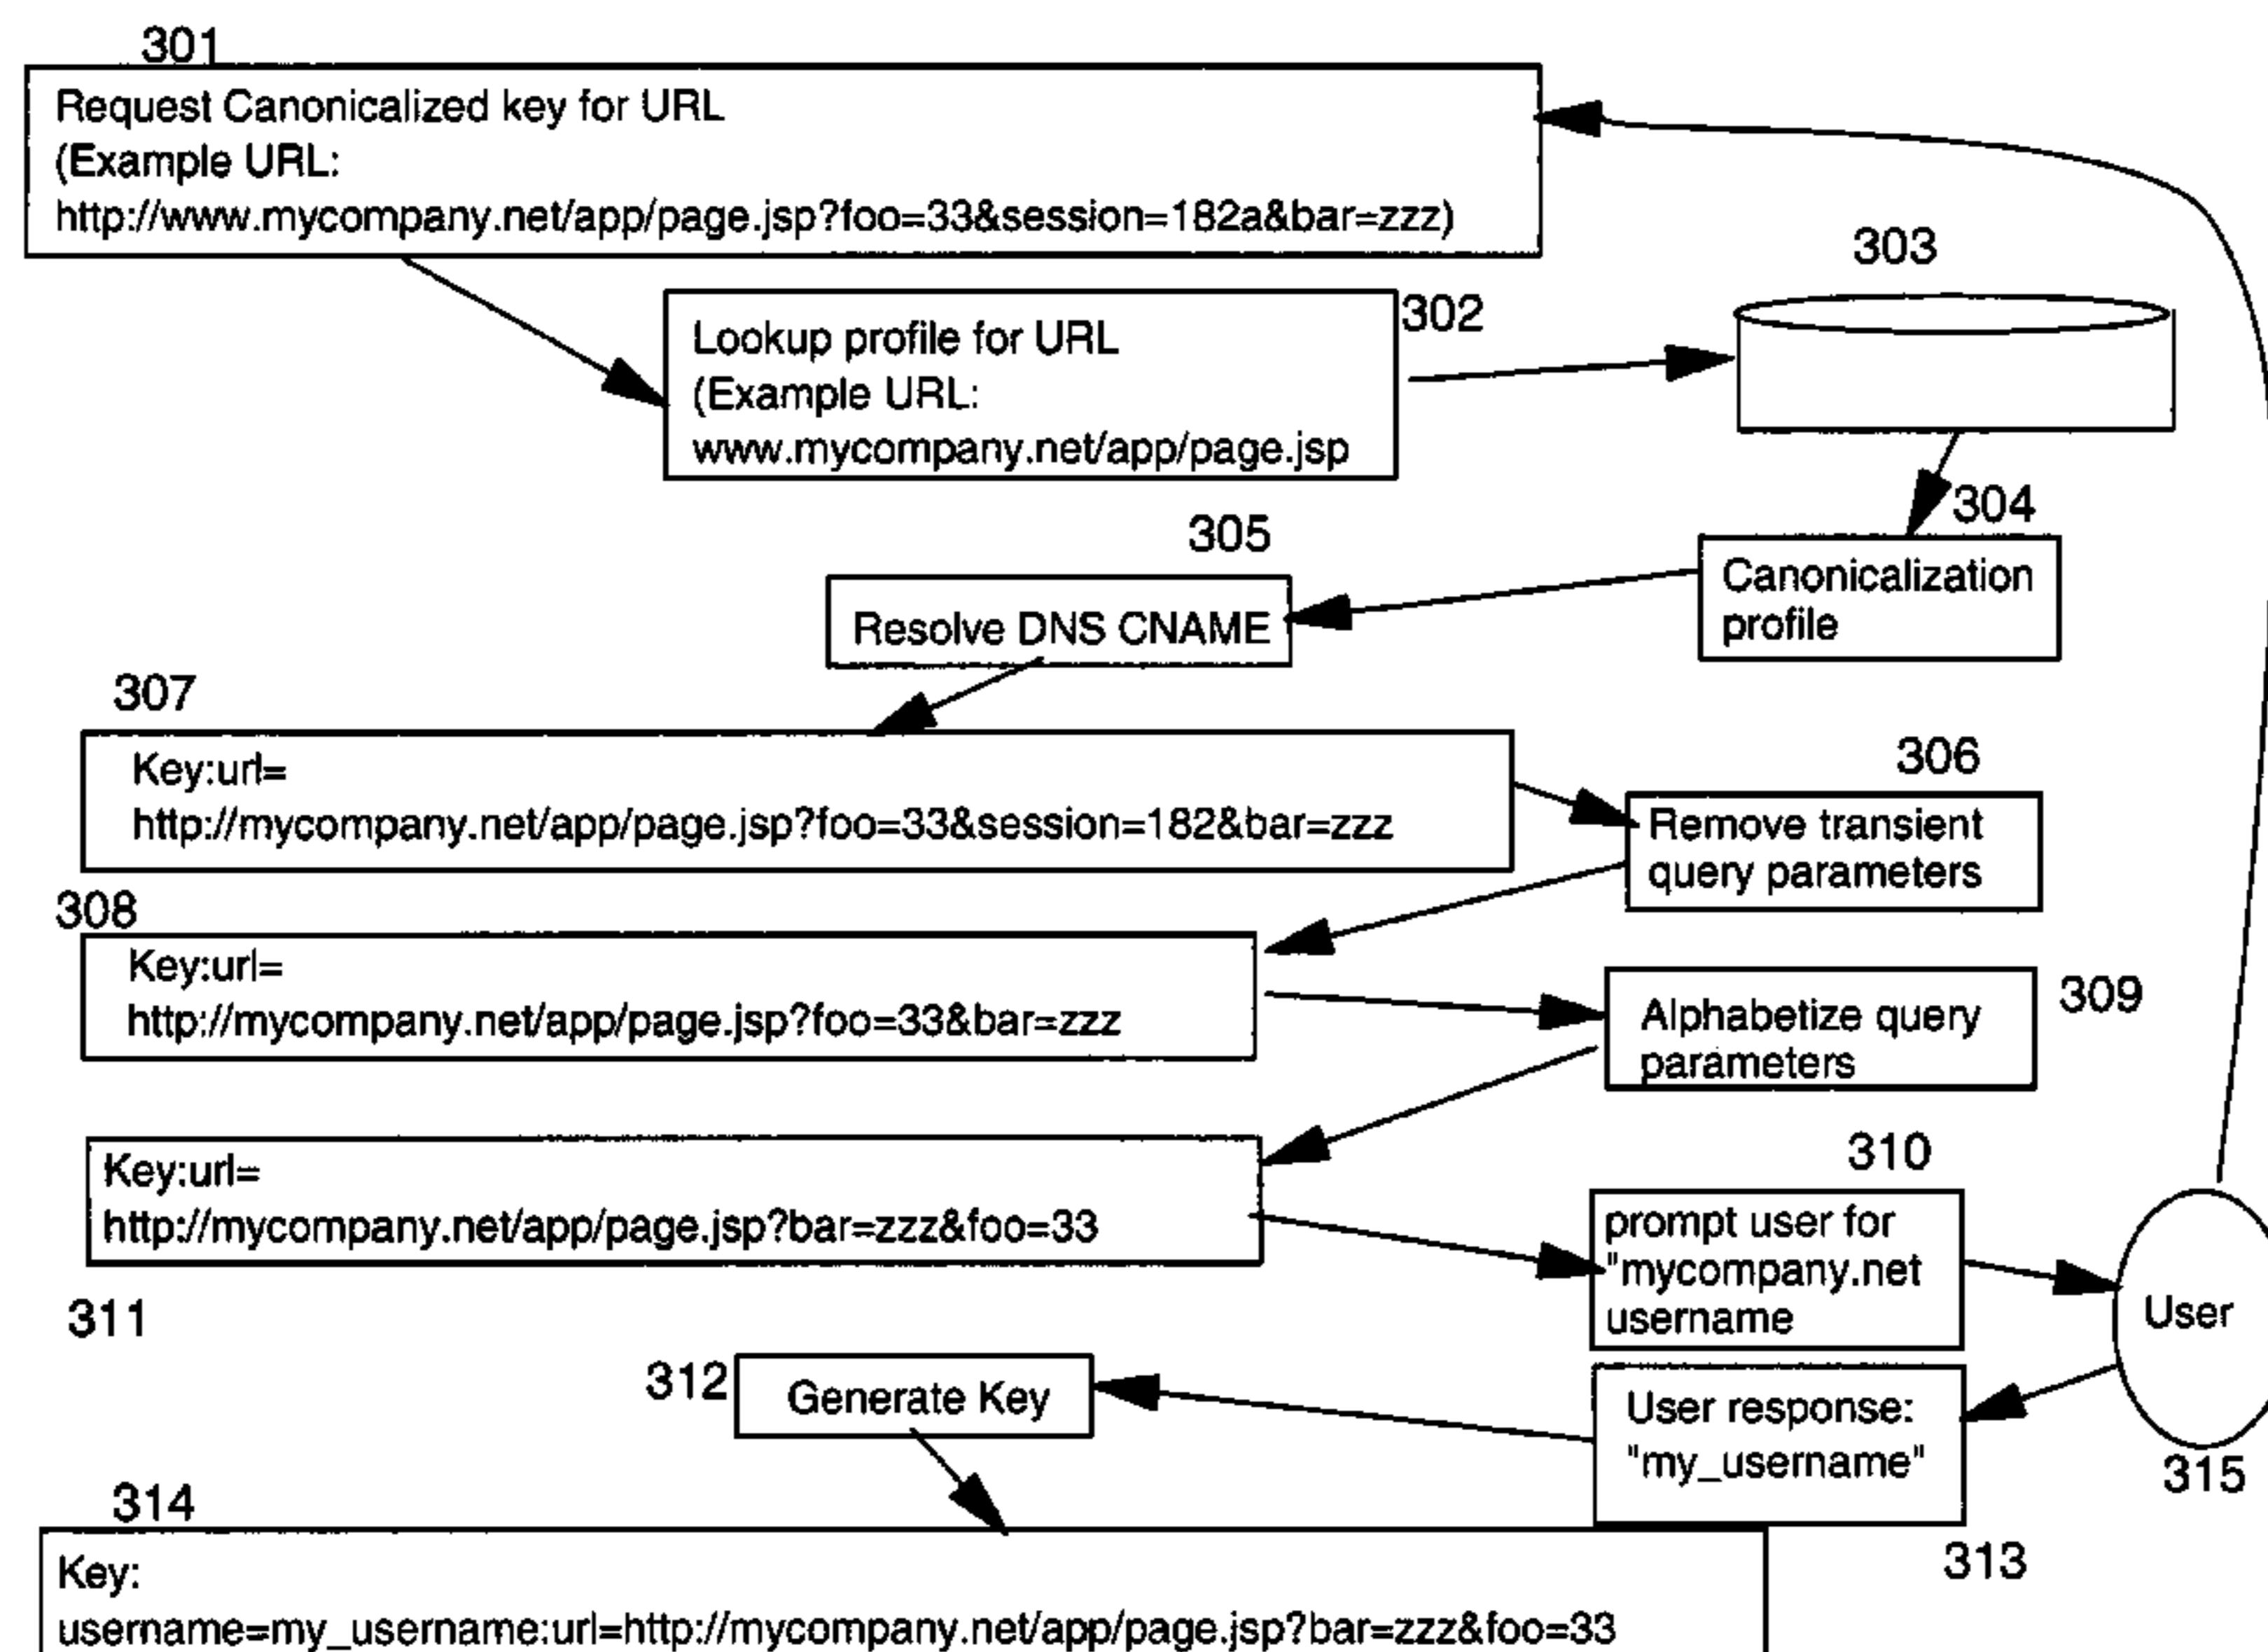 301
Request Canonicalized key for URL
(Example URL:
http://www.mycompany.net/app/page.jsp?foo=33&session=182a&bar=zzz)
302
Lookup profile for URL
(Example URL:
www.mycompany.net/app/page.jsp
303
304
Canonicalization
profile
305
Resolve DNS CNAME
307
Key:url=
http://mycompany.net/app/page.jsp?foo=33&session=182&bar=zzz
306
Remove transient
query parameters
308
Key:url=
http://mycompany.net/app/page.jsp?foo=33&bar=zzz
309
Alphabetize query
parameters
Key:url=
http://mycompany.net/app/page.jsp?bar=zzz&foo=33
311
310
prompt user for
"mycompany.net
username
User
315
User response:
"my_username"
313
312
Generate Key
314
Key:
username=my_username:url=http://mycompany.net/app/page.jsp?bar=zzz&foo=33